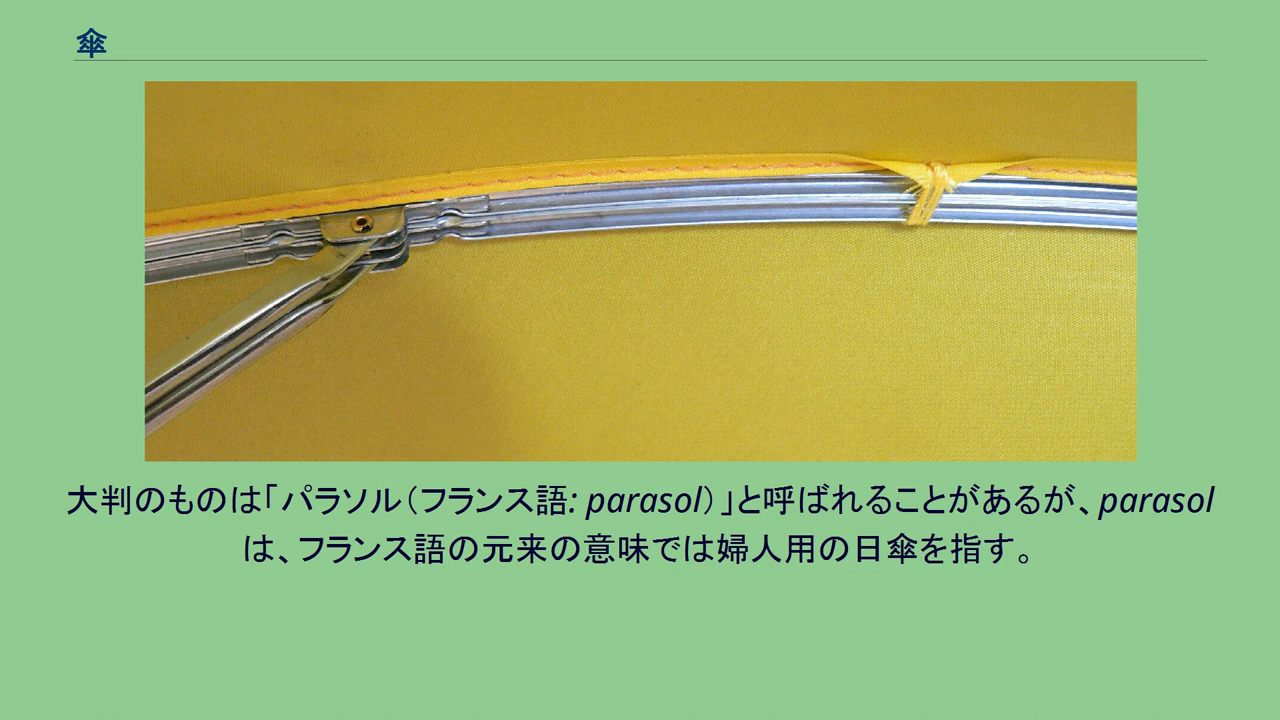 傘
大判のものは「パラソル（フランス語: parasol）」と呼ばれることがあるが、parasol
は、フランス語の元来の意味では婦人用の日傘を指す。